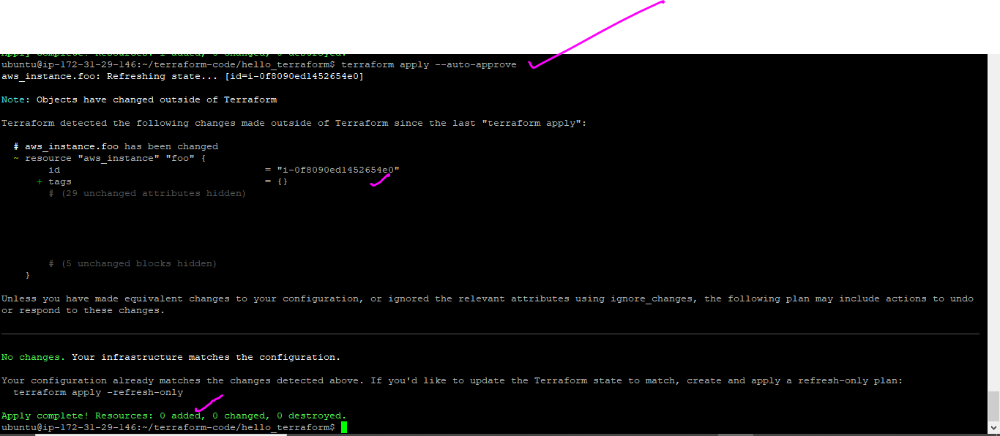 Apply complete! Resources: 1 added, 0 changed, 0 destroyed.
ubuntu@ip-172-31-29-146:~/terraform-code/hello_terraform$ terraform apply --auto-approve
aws_instance.foo: Refreshing state... [id=i-0f8090ed1452654e0]
Note: Objects have changed outside of Terraform
Terraform detected the following changes made outside of Terraform since the last "terraform apply":
# aws_instance.foo has been changed
~ resource "aws_instance" "foo" {
id = "i-0f8090ed1452654e0"
+ tags = {}
# (29 unchanged attributes hidden)
# (5 unchanged blocks hidden)
}
Unless you have made equivalent changes to your configuration, or ignored the relevant attributes using ignore_changes, the following plan may include actions to undo
or respond to these changes.
No changes. Your infrastructure matches the configuration.
Your configuration already matches the changes detected above. If you'd like to update the Terraform state to match, create and apply a refresh-only plan:
terraform apply -refresh-only
Apply complete! Resources: 0 added, 0 changed, 0 destroyed.
ubuntu@ip-172-31-29-146:~/terraform-code/hello_terraform$